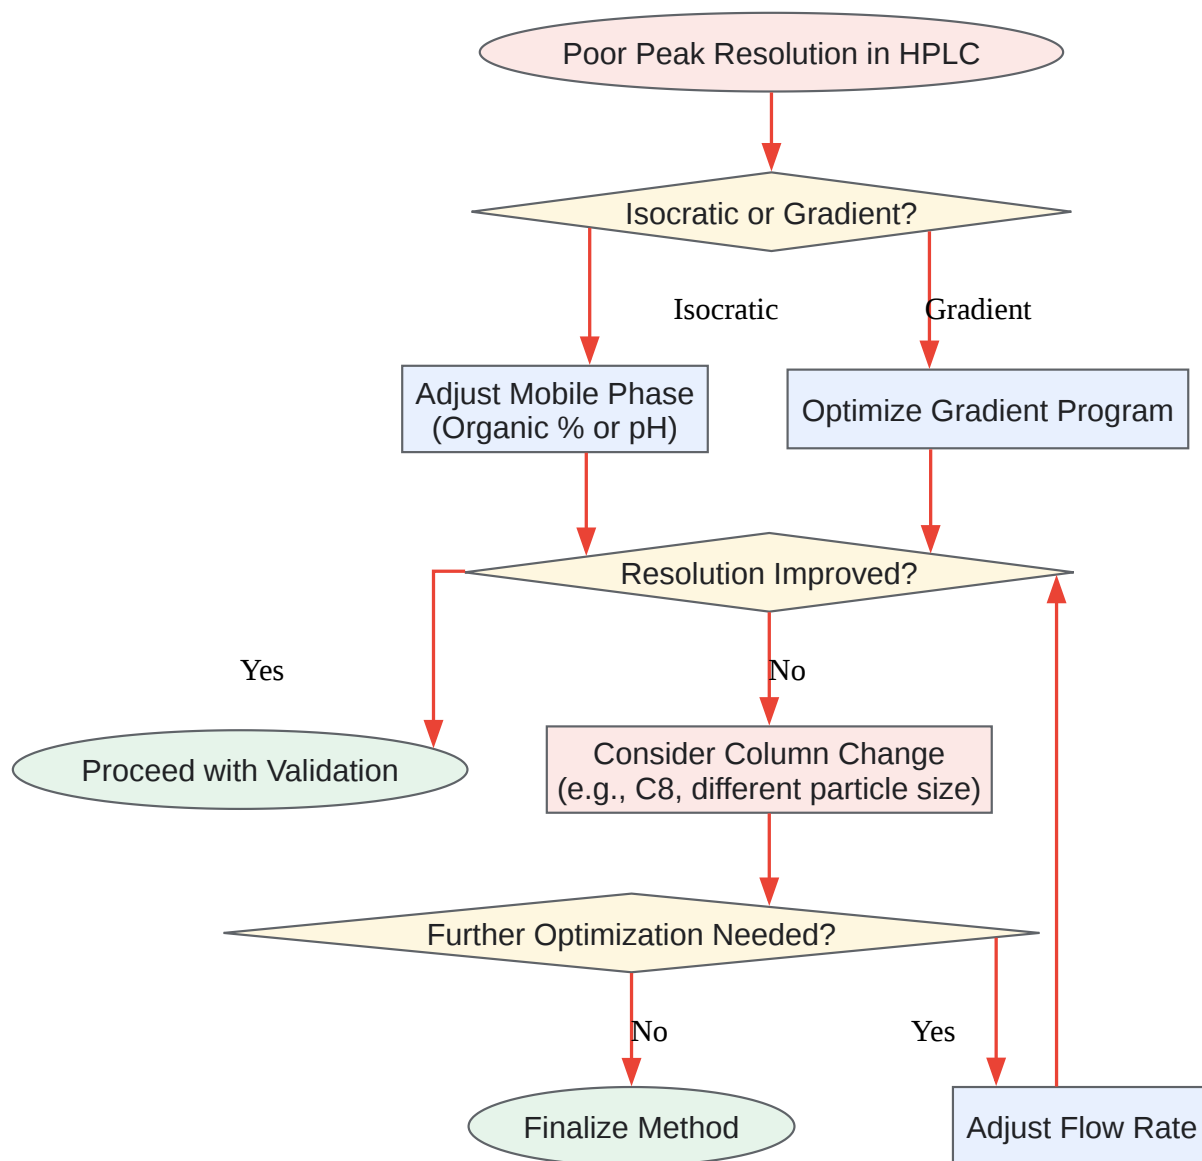 Poor Peak Resolution in HPLC
Isocratic or Gradient?
Isocratic
Gradient
Adjust Mobile Phase
(Organic % or pH)
Optimize Gradient Program
Resolution Improved?
Yes
No
Proceed with Validation
Consider Column Change
(e.g., C8, different particle size)
Further Optimization Needed?
No
Yes
Finalize Method
Adjust Flow Rate